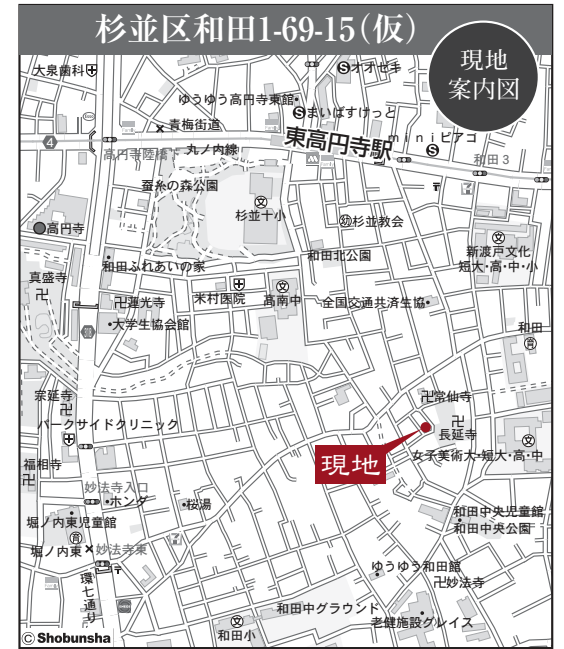 杉並区和田1-69-15(仮)
現地
案内図
大泉歯科
オオゼキ
ゆうゆう高円寺東館
まいばすけっと
青梅街道
miniピアゴ
4
高円寺陸橋下
丸ノ内線
東高円寺駅
和田3
蚕糸の森公園
文
杉並十小
幼杉並教会
文
高円寺
新渡戸文化
短大・高・中・小
和田ふれあいの家
和田北公園
真盛寺
蓮光寺
米村医院
文
高南中
全国交通共済生協
大学生協会館
和田
育
宗延寺
常仙寺
パークサイドクリニック
長延寺
文
現地
女子美術大・短大・高・中
福相寺
妙法寺入口
ホンダ
桜湯
和田中央児童館
和田中央公園
堀ノ内東児童館
育
堀ノ内東
妙法寺東
ゆうゆう和田館
妙法寺
環七通り
和田中グラウンド
文
和田小
老健施設グレイス
© Shobunsha